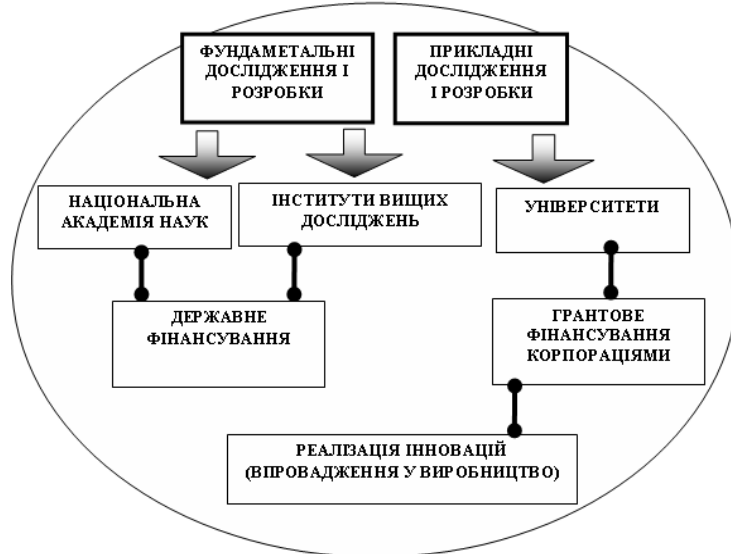 ФУНДАМЕТАЛЬНІ
ДОСЛІДЖЕННЯ І
РОЗРОБКИ
ПРИКЛАДНІ
ДОСЛІДЖЕННЯ
І РОЗРОБКИ
НАЦІОНАЛЬНА
АКАДЕМІЯ НАУК
ІНСТИТУТИ ВИЩИХ
ДОСЛІДЖЕНЬ
УНІВЕРСИТЕТИ
ДЕРЖАВНЕ
ФІНАНСУВАННЯ
ГРАНТОВЕ
ФІНАНСУВАННЯ
КОРПОРАЦІЯМИ
РЕАЛІЗАЦІЯ ІННОВАЦІЙ
(ВПРОВАДЖЕННЯ У ВИРОБНИЦТВО)